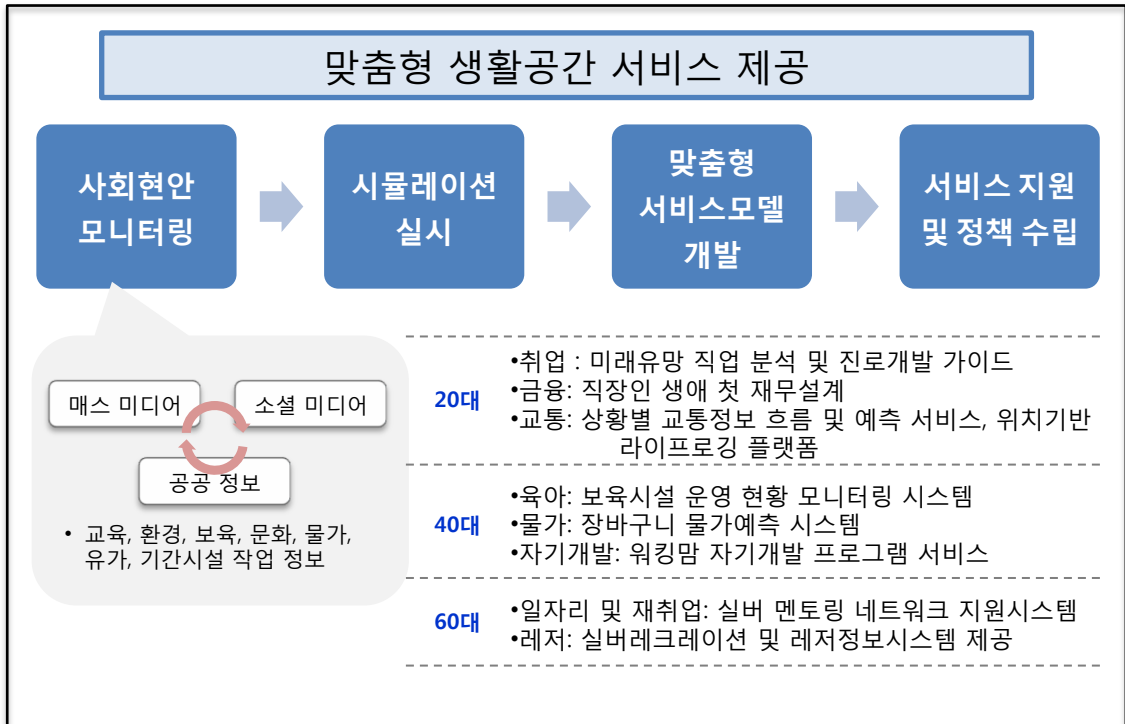 맞춤형 생활공간 서비스 제공
사회현안
모니터링
시뮬레이션
실시
맞춤형
서비스모델
개발
서비스 지원
및 정책 수립
매스 미디어
소셜 미디어
공공 정보
• 교육, 환경, 보육, 문화, 물가,
유가, 기간시설 작업 정보
20대
•취업 : 미래유망 직업 분석 및 진로개발 가이드
•금융: 직장인 생애 첫 재무설계
•교통: 상황별 교통정보 흐름 및 예측 서비스, 위치기반
라이프로깅 플랫폼
40대
•육아: 보육시설 운영 현황 모니터링 시스템
•물가: 장바구니 물가예측 시스템
•자기개발: 워킹맘 자기개발 프로그램 서비스
60대
•일자리 및 재취업: 실버 멘토링 네트워크 지원시스템
•레저: 실버레크레이션 및 레저정보시스템 제공